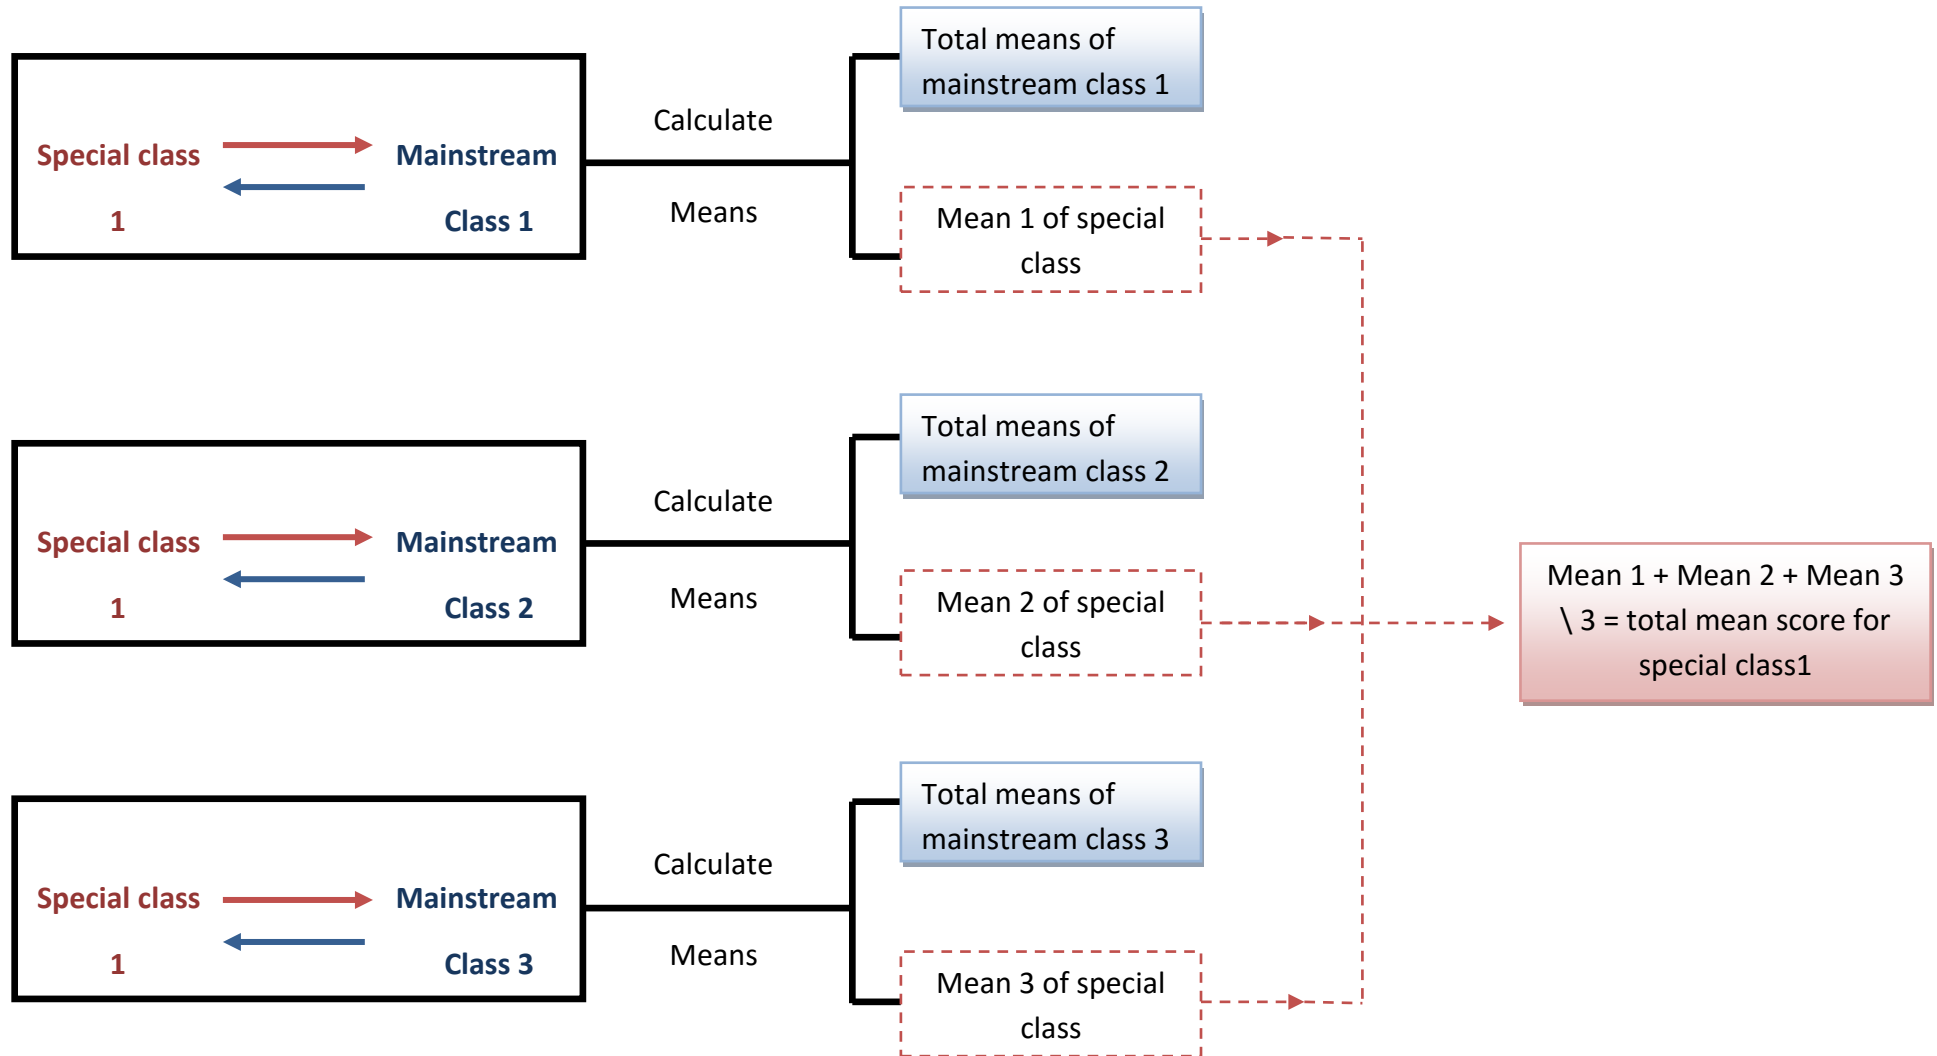 Special class
1
Mainstream
Class 1
Calculate
Means
Total means of
mainstream class 1
Mean 1 of special
class
Special class
1
Mainstream
Class 2
Calculate
Means
Total means of
mainstream class 2
Mean 2 of special
class
Special class
1
Mainstream
Class 3
Calculate
Means
Total means of
mainstream class 3
Mean 3 of special
class
Mean 1 + Mean 2 + Mean 3
\ 3 = total mean score for
special class1